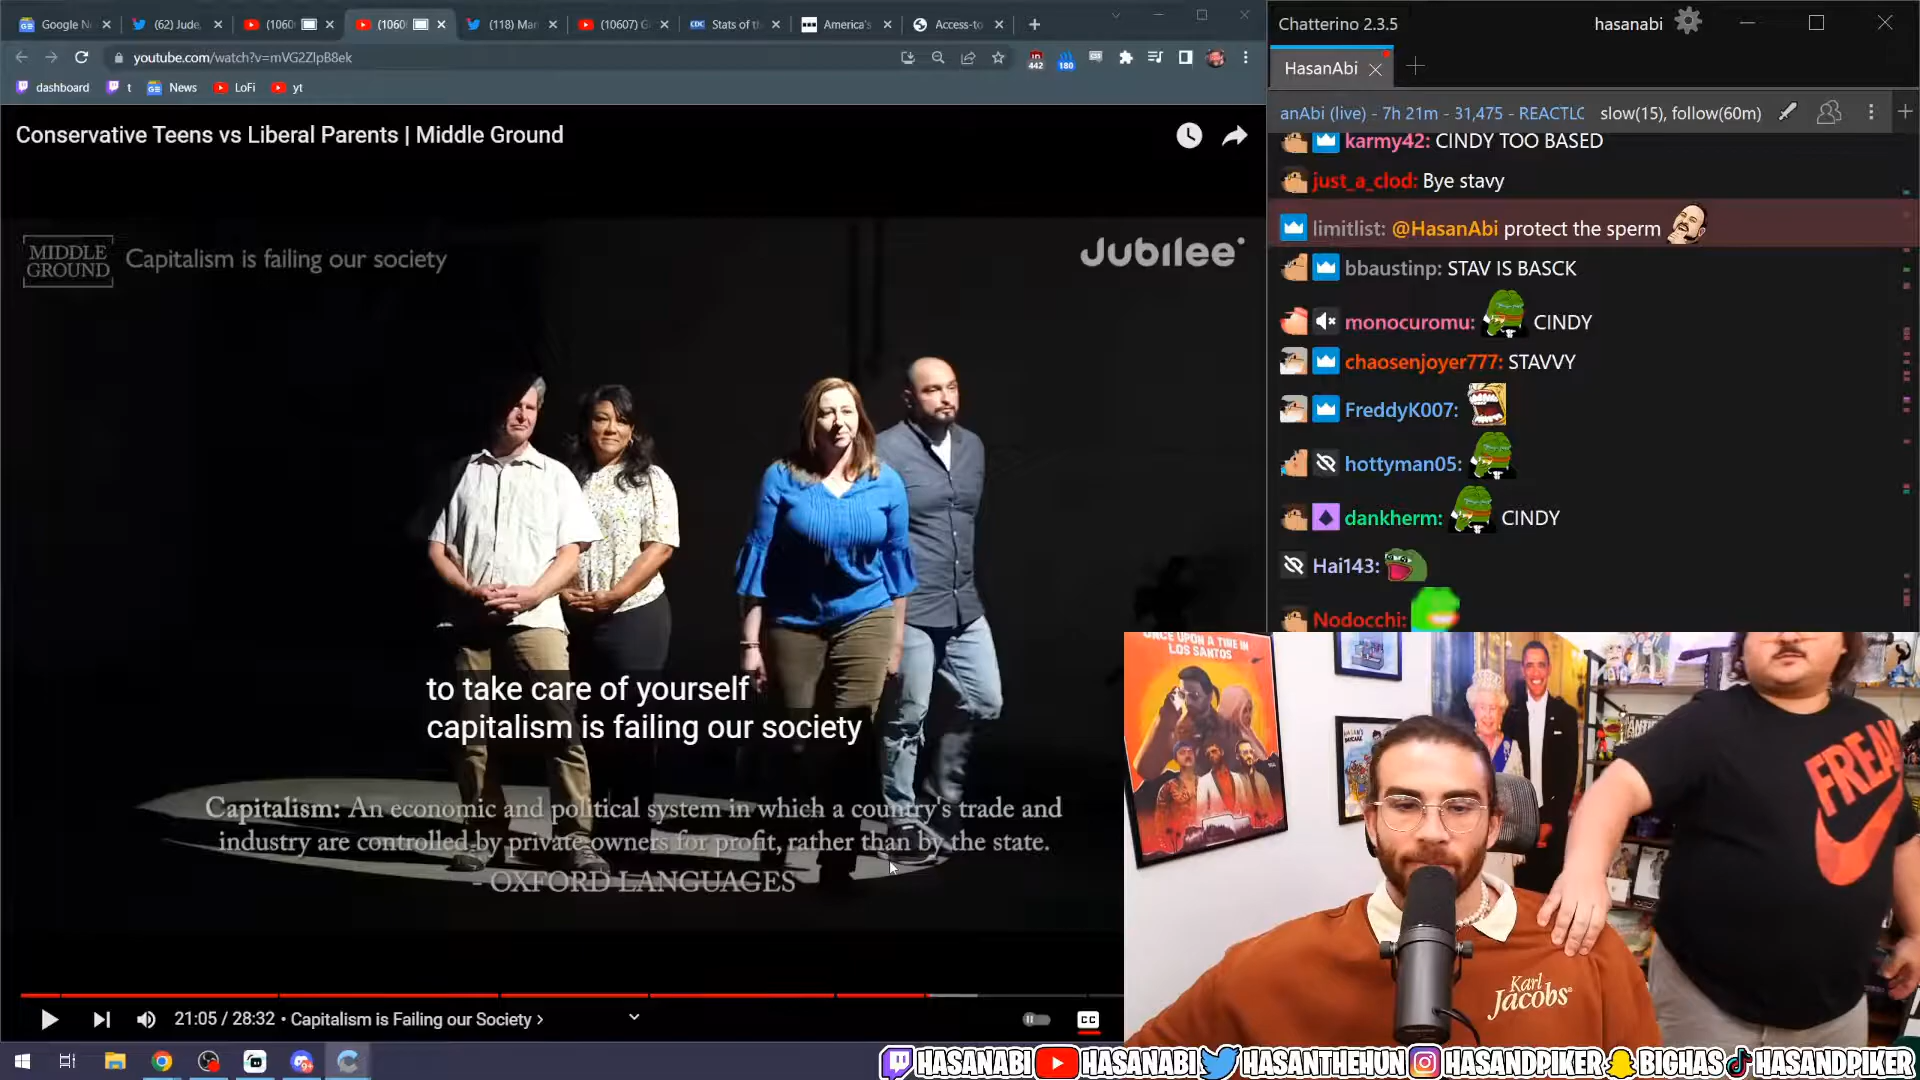 Google N
(62) Jude,
(1060
(1060
(118) Mar
(10607) G
CDC Stats of th
America's
Access-to
youtube.com/watch?v=mVG2ZlpB8ek
442
180
dashboard
t
News
LoFi
yt
Conservative Teens vs Liberal Parents | Middle Ground
MIDDLE
GROUND
Capitalism is failing our society
Jubilee
to take care of yourself
capitalism is failing our society
Capitalism: An economic and political system in which a country's trade and
industry are controlled by private owners for profit, rather than by the state.
- OXFORD LANGUAGES
21:05 / 28:32 • Capitalism is Failing our Society >
CC
Chatterino 2.3.5
hasanabi
HasanAbi
anAbi (live) - 7h 21m - 31,475 - REACTLO
slow(15), follow(60m)
karmy42: CINDY TOO BASED
just_a_clod: Bye stavy
limitlist: @HasanAbi protect the sperm
bbaustinp: STAV IS BASCK
monocuromu: CINDY
chaosenjoyer777: STAVVY
FreddyK007:
hottyman05:
dankherm: CINDY
Hai143:
Nodocchi:
ONCE UPON A TIME IN
LOS SANTOS
FREAK
Karl
Jacobs
HASANABI HASANABI HASANTHEHUN HASANDPIKER BIGHAS HASANDPIKER